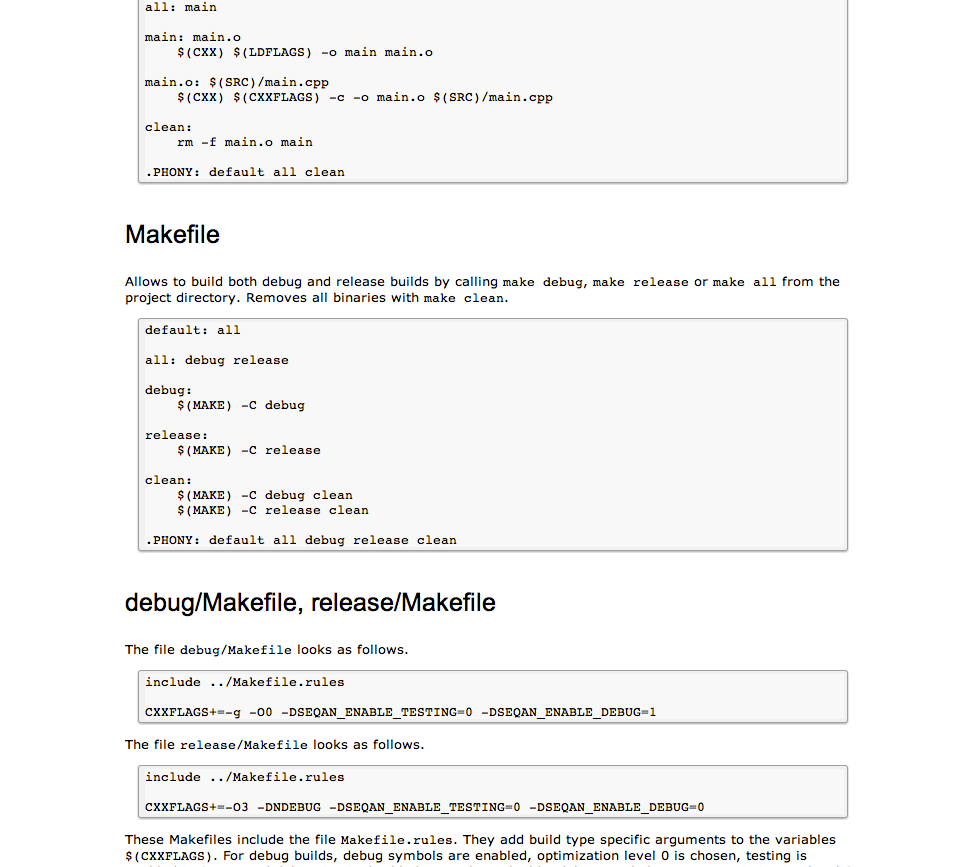 all: main
main: main.o
$(CXX) $(LDFLAGS) -o main main.o
main.o: $(SRC)/main.cpp
$(CXX) $(CXXFLAGS) -c -o main.o $(SRC)/main.cpp
clean:
rm -f main.o main
.PHONY: default all clean
Makefile
Allows to build both debug and release builds by calling make debug, make release or make all from the
project directory. Removes all binaries with make clean.
default: all
all: debug release
debug:
$(MAKE) -C debug
release:
$(MAKE) -C release
clean:
$(MAKE) -C debug clean
$(MAKE) -C release clean
.PHONY: default all debug release clean
debug/Makefile, release/Makefile
The file debug/Makefile looks as follows.
include ../Makefile.rules
CXXFLAGS+=-g -O0 -DSEQAN_ENABLE_TESTING=0 -DSEQAN_ENABLE_DEBUG=1
The file release/Makefile looks as follows.
include ../Makefile.rules
CXXFLAGS+=-O3 -DNDEBUG -DSEQAN_ENABLE_TESTING=0 -DSEQAN_ENABLE_DEBUG=0
These Makefiles include the file Makefile.rules. They add build type specific arguments to the variables
$(CXXFLAGS). For debug builds, debug symbols are enabled, optimization level 0 is chosen, testing is